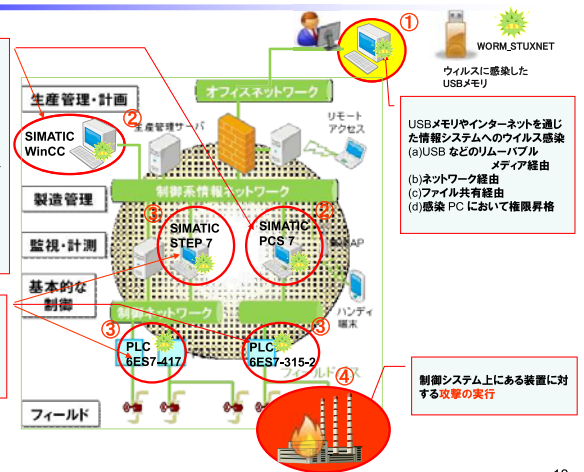 ①
WORM_STUXNET
ウィルスに感染した
USBメモリ
オフィスネットワーク
生産管理・計画
②
SIMATIC
WinCC
生産管理サーバ
リモート
アクセス
USBメモリやインターネットを通じ
た情報システムへのウイルス感染
(a)USB などのリムーバブル
メディア経由
(b)ネットワーク経由
(c)ファイル共有経由
(d)感染 PC において権限昇格
製造管理
制御系情報ネットワーク
③
SIMATIC
STEP 7
②
SIMATIC
PCS 7
監視・計測
AP
基本的な
制御
制御ネットワーク
ハンディ
端末
③
PLC
6ES7-417
③
PLC
6ES7-315-2
フィールド
ス
④
制御システム上にある装置に対
する攻撃の実行
フィールド